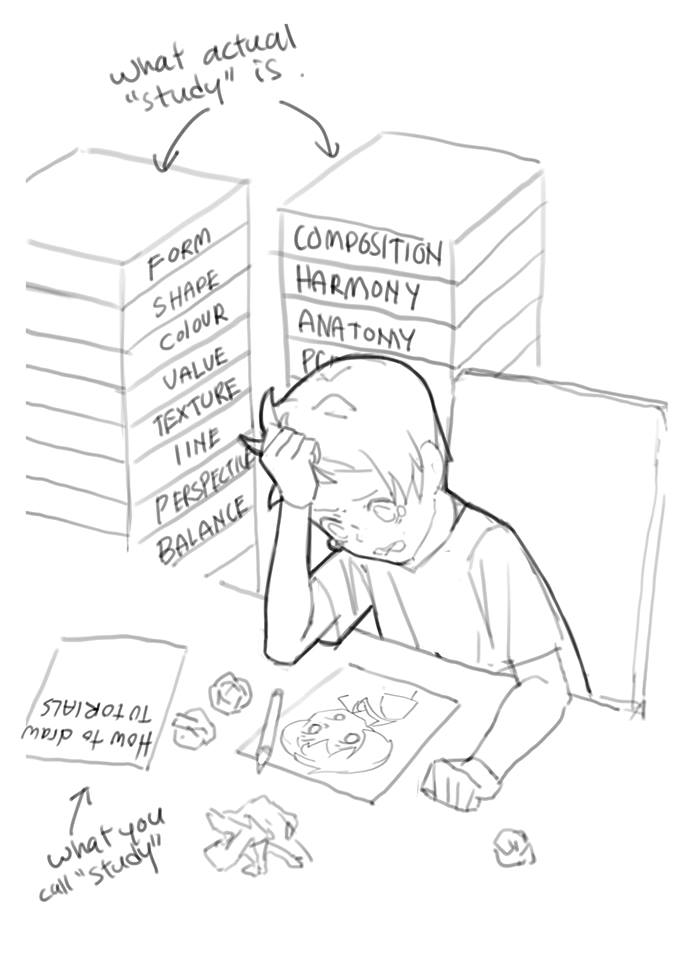 what actual
"study" is.
FORM
SHAPE
COlOUR
VALUE
TEXTURE
lINE
PERSPECTIVE
BALANCE
COMPOSITION
HARMONY
ANATOMY
How to draw
TUTORIALS
what you
call "study"